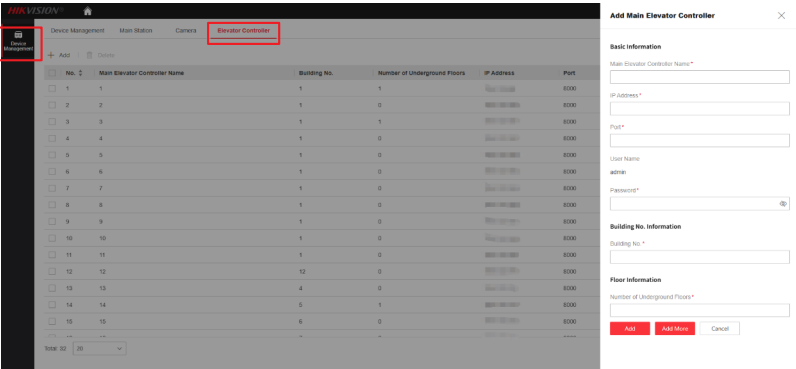 HIKVISION
Device Management
Device Management Main Station Camera Elevator Controller
+ Add Delete
No. Main Elevator Controller Name Building No. Number of Underground Floors IP Address Port
1 1 1 1 8000
2 2 1 0 8000
3 3 1 1 8000
4 4 1 0 8000
5 5 1 0 8000
6 6 1 0 8000
7 7 1 0 8000
8 8 1 0 8000
9 9 1 0 8000
10 10 1 0 8000
11 11 1 0 8000
12 12 12 0 8000
13 13 4 0 8000
14 14 5 1 8000
15 15 6 0 8000
Total: 32 20
Add Main Elevator Controller
Basic Information
Main Elevator Controller Name*
IP Address*
Port*
User Name
admin
Password*
Building No. Information
Building No.*
Floor Information
Number of Underground Floors*
Add Add More Cancel